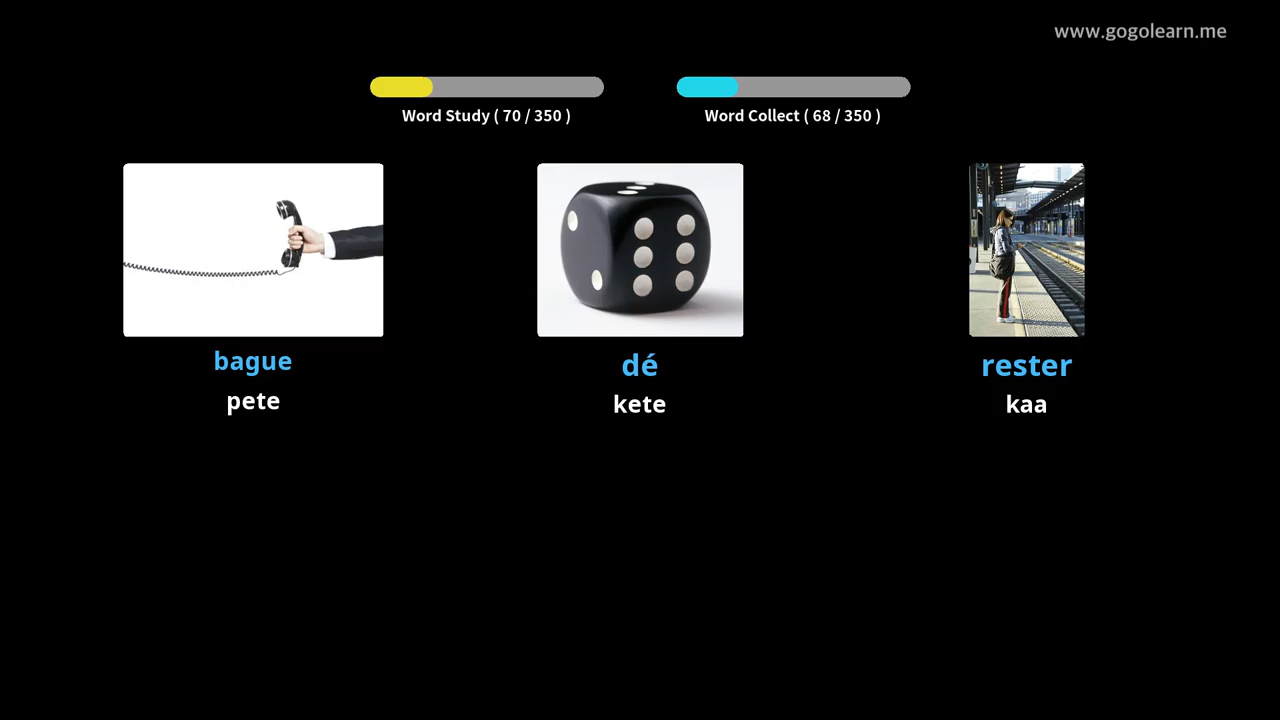 www.gogolearn.me
Word Study ( 70 / 350 )
Word Collect ( 68 / 350 )
bague
pete
dé
kete
rester
kaa